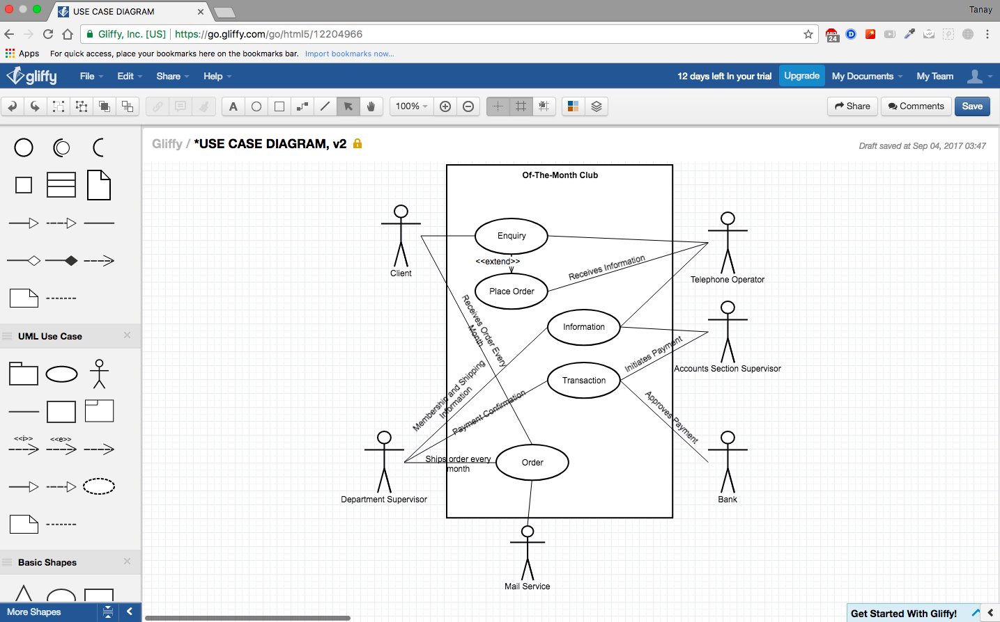 USE CASE DIAGRAM
Tanay
Gliffy, Inc. [US] https://go.gliffy.com/go/html5/12204966
24
Apps For quick access, place your bookmarks here on the bookmarks bar. Import bookmarks now...
gliffy File Edit Share Help 12 days left In your trial Upgrade My Documents My Team
A 100% Share Comments Save
Gliffy / *USE CASE DIAGRAM, v2
Draft saved at Sep 04, 2017 03:47
Of-The-Month Club
Enquiry
<<extend>>
Receives Information
Client
Telephone Operator
Place Order
Receives Order Every
Month
Information
UML Use Case
Initiates Payment
Accounts Section Supervisor
Transaction
Membership and Shipping
Information
Payment Confirmation
Approves Payment
<<i>> <<e>>
Ships order every
month
Order
Department Supervisor
Bank
Basic Shapes
Mail Service
More Shapes
Get Started With Gliffy!